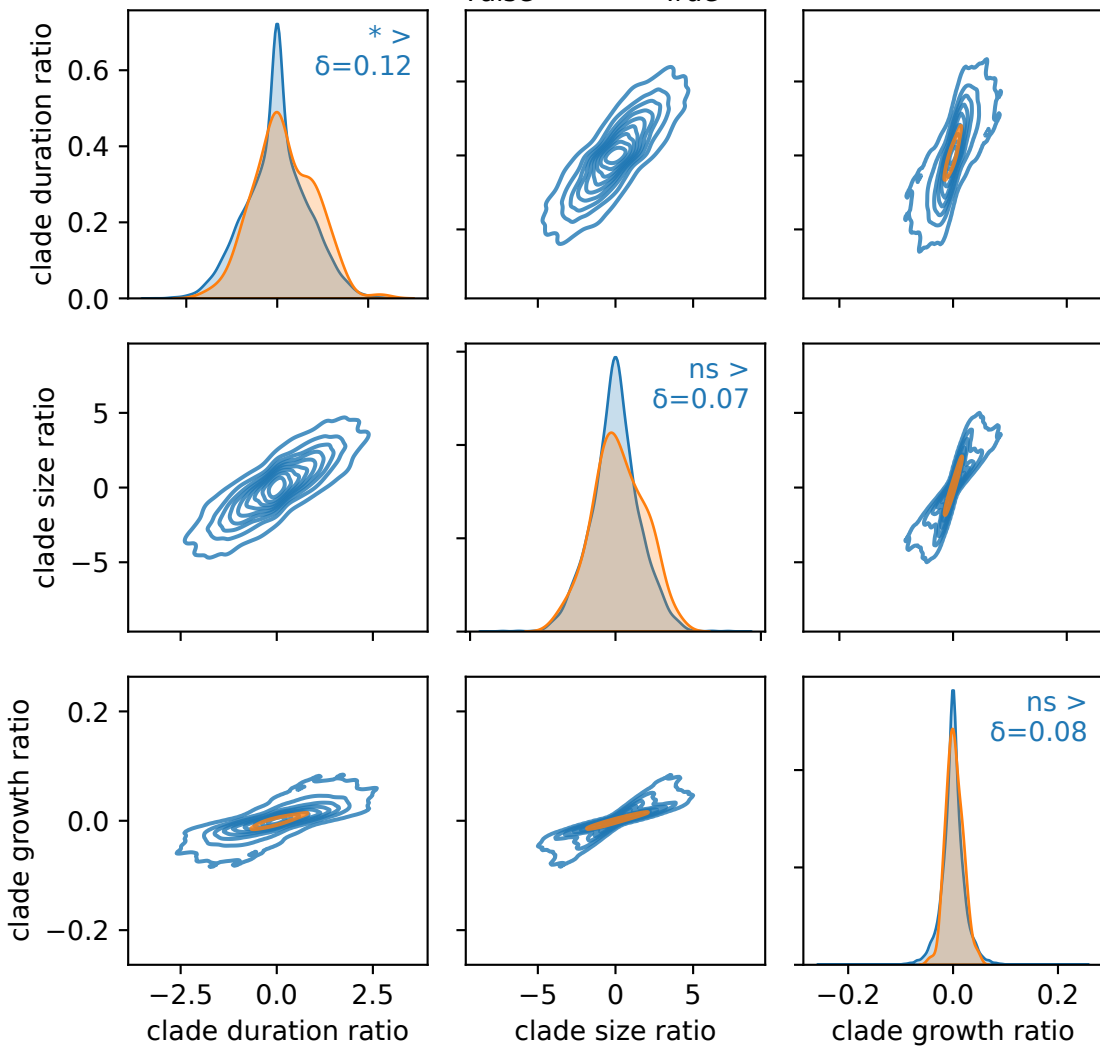 clade duration ratio
0.6
0.4
0.2
0.0
* >
δ=0.12
clade size ratio
5
0
−5
ns >
δ=0.07
clade growth ratio
0.2
0.0
−0.2
ns >
δ=0.08
−2.5 0.0 2.5
−5 0 5
−0.2 0.0 0.2
clade duration ratio
clade size ratio
clade growth ratio